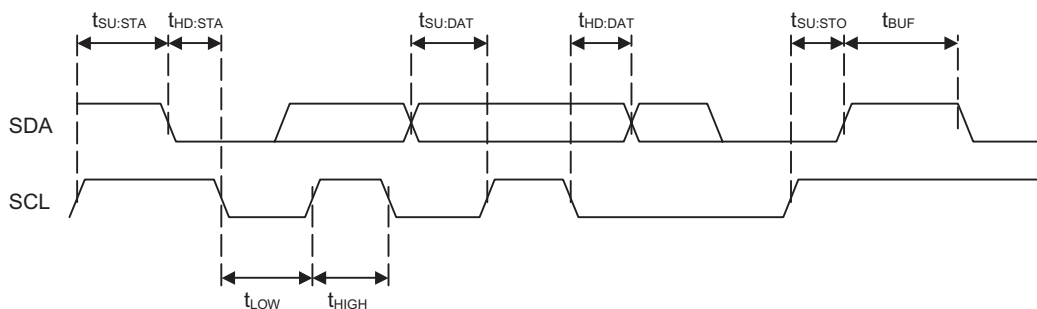 tSU:STA tHD:STA tSU:DAT tHD:DAT tSU:STO tBUF
SDA
SCL
tLOW tHIGH